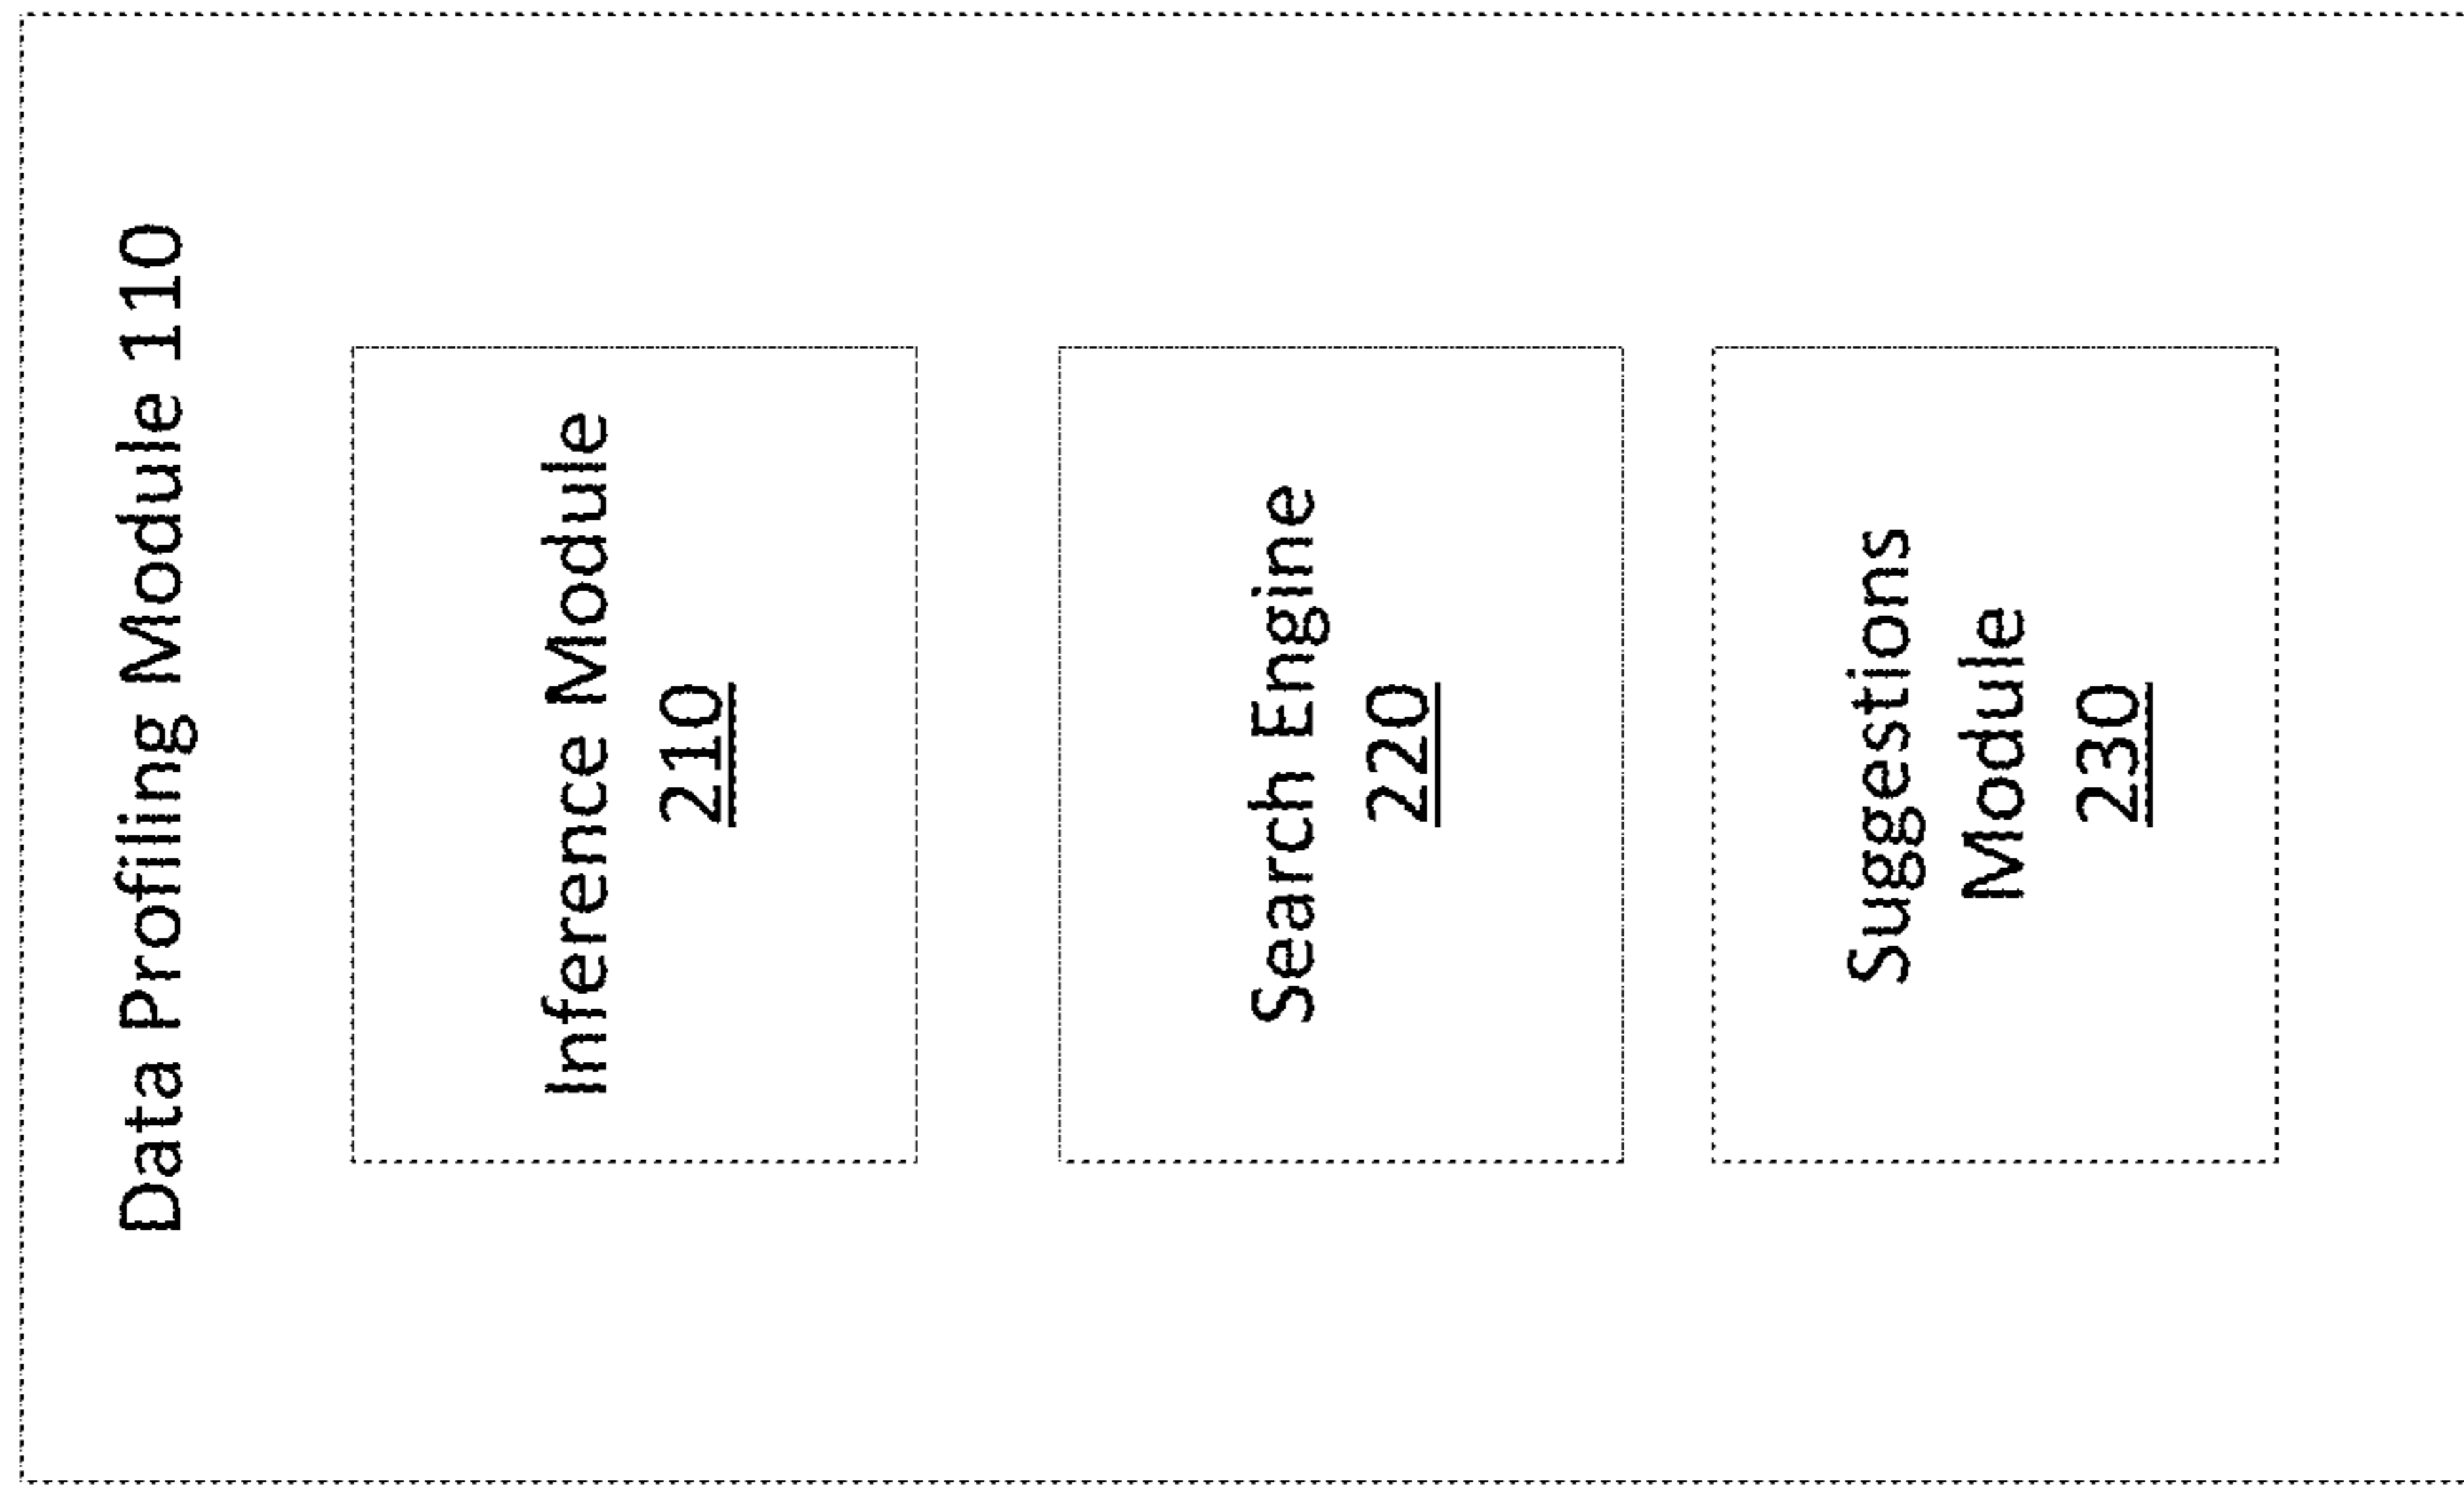 Data Profiling Module 110
Inference Module
210
Search Engine
220
Suggestions
Module
230